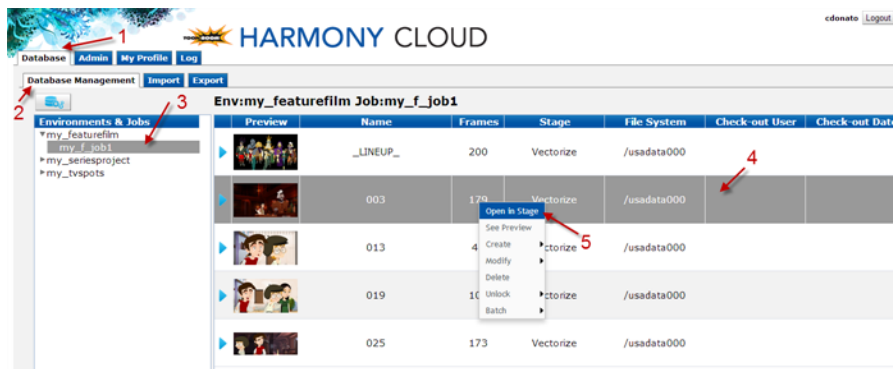 cdonato Logout
1
TOON BOOM HARMONY CLOUD
Database Admin My Profile Log
Database Management Import Export
2
3
Env:my_featurefilm Job:my_f_job1
Environments & Jobs
Preview Name Frames Stage File System Check-out User Check-out Date
my_featurefilm
my_f_job1
my_seriesproject
my_tvspots
_LINEUP_ 200 Vectorize /usadata000
4
003 179 Vectorize /usadata000
Open in Stage
5
See Preview
Create
Modify
Delete
Unlock
Batch
013 4 ctorize /usadata000
019 10 ctorize /usadata000
025 173 Vectorize /usadata000